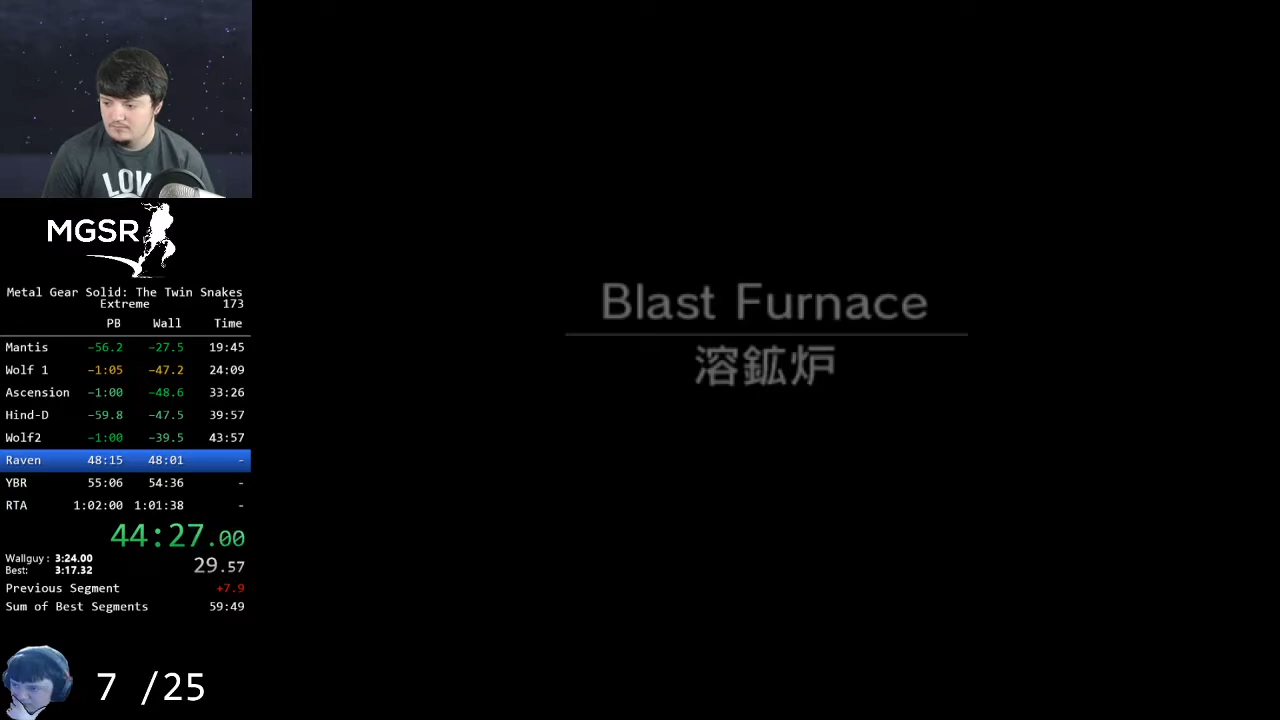 LOV
MGSR
Metal Gear Solid: The Twin Snakes
Extreme 173
PB Wall Time
Mantis -56.2 -27.5 19:45
Wolf 1 -1:05 -47.2 24:09
Ascension -1:00 -48.6 33:26
Hind-D -59.8 -47.5 39:57
Wolf2 -1:00 -39.5 43:57
Raven 48:15 48:01 -
YBR 55:06 54:36 -
RTA 1:02:00 1:01:38 -
44:27.00
Wallguy : 3:24.00
Best: 3:17.32
29.57
Previous Segment +7.9
Sum of Best Segments 59:49
7 /25
Blast Furnace
溶鉱炉